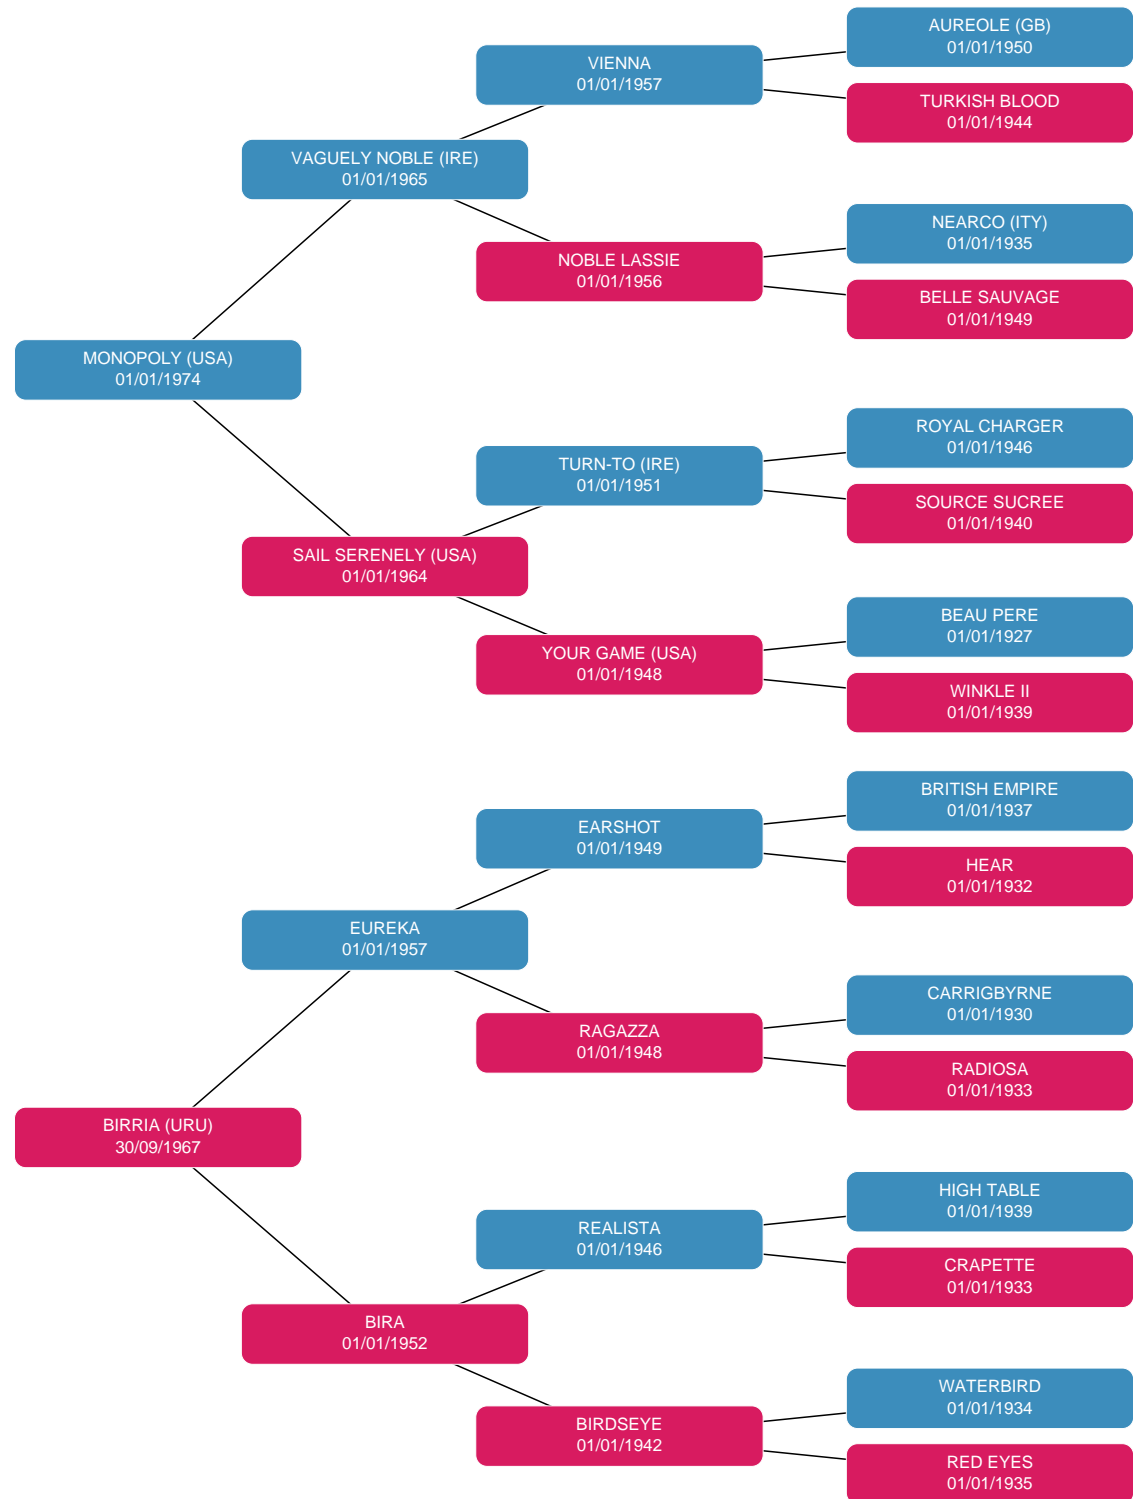 AUREOLE (GB)
01/01/1950
VIENNA
01/01/1957
TURKISH BLOOD
01/01/1944
VAGUELY NOBLE (IRE)
01/01/1965
NEARCO (ITY)
01/01/1935
NOBLE LASSIE
01/01/1956
BELLE SAUVAGE
01/01/1949
MONOPOLY (USA)
01/01/1974
ROYAL CHARGER
01/01/1946
TURN-TO (IRE)
01/01/1951
SOURCE SUCREE
01/01/1940
SAIL SERENELY (USA)
01/01/1964
BEAU PERE
01/01/1927
YOUR GAME (USA)
01/01/1948
WINKLE II
01/01/1939
BRITISH EMPIRE
01/01/1937
EARSHOT
01/01/1949
HEAR
01/01/1932
EUREKA
01/01/1957
CARRIGBYRNE
01/01/1930
RAGAZZA
01/01/1948
RADIOSA
01/01/1933
BIRRIA (URU)
30/09/1967
HIGH TABLE
01/01/1939
REALISTA
01/01/1946
CRAPETTE
01/01/1933
BIRA
01/01/1952
WATERBIRD
01/01/1934
BIRDSEYE
01/01/1942
RED EYES
01/01/1935